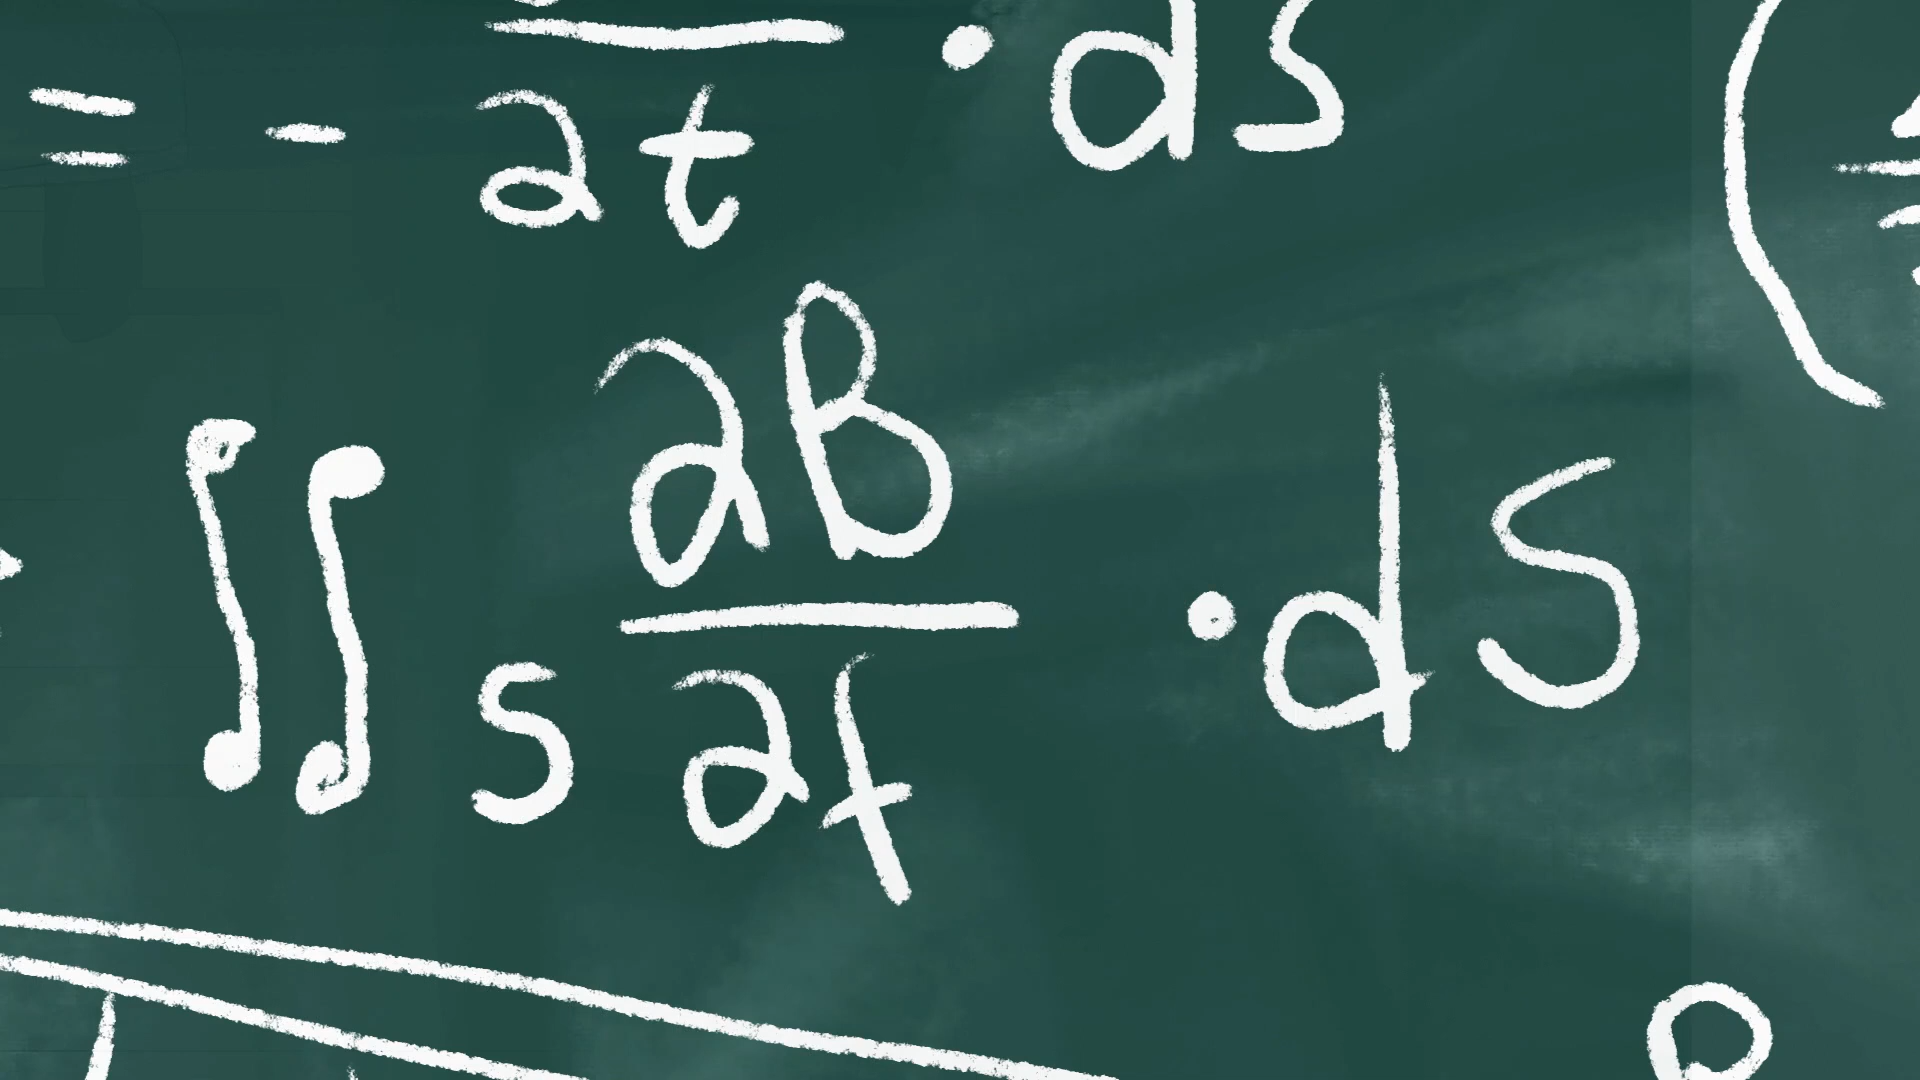 = - ∂t · ds
∬ s ∂B/∂t · ds